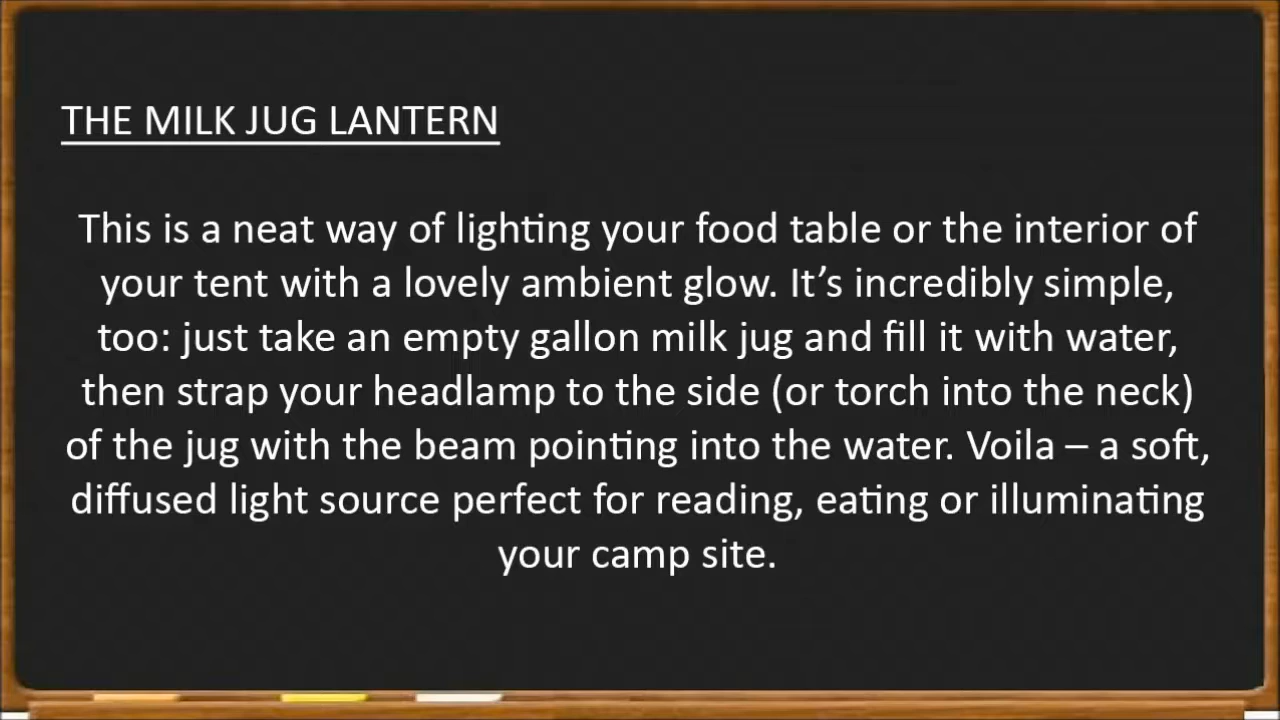 THE MILK JUG LANTERN
This is a neat way of lighting your food table or the interior of
your tent with a lovely ambient glow. It’s incredibly simple,
too: just take an empty gallon milk jug and fill it with water,
then strap your headlamp to the side (or torch into the neck)
of the jug with the beam pointing into the water. Voila – a soft,
diffused light source perfect for reading, eating or illuminating
your camp site.